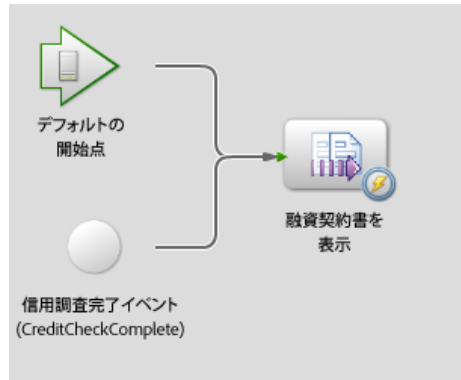 デフォルトの
開始点
融資契約書を
表示
信用調査完了イベント
(CreditCheckComplete)